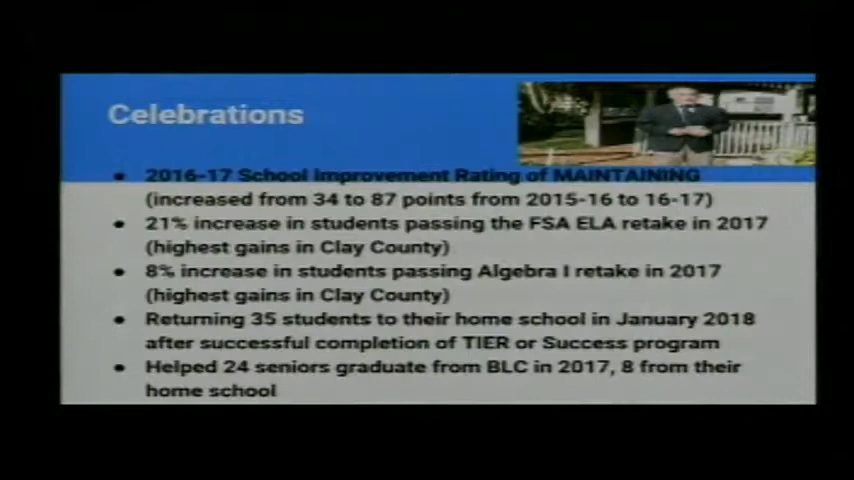 Celebrations
● 2016-17 School Improvement Rating of MAINTAINING
(increased from 34 to 87 points from 2015-16 to 16-17)
● 21% increase in students passing the FSA ELA retake in 2017
(highest gains in Clay County)
● 8% increase in students passing Algebra I retake in 2017
(highest gains in Clay County)
● Returning 35 students to their home school in January 2018
after successful completion of TIER or Success program
● Helped 24 seniors graduate from BLC in 2017, 8 from their
home school